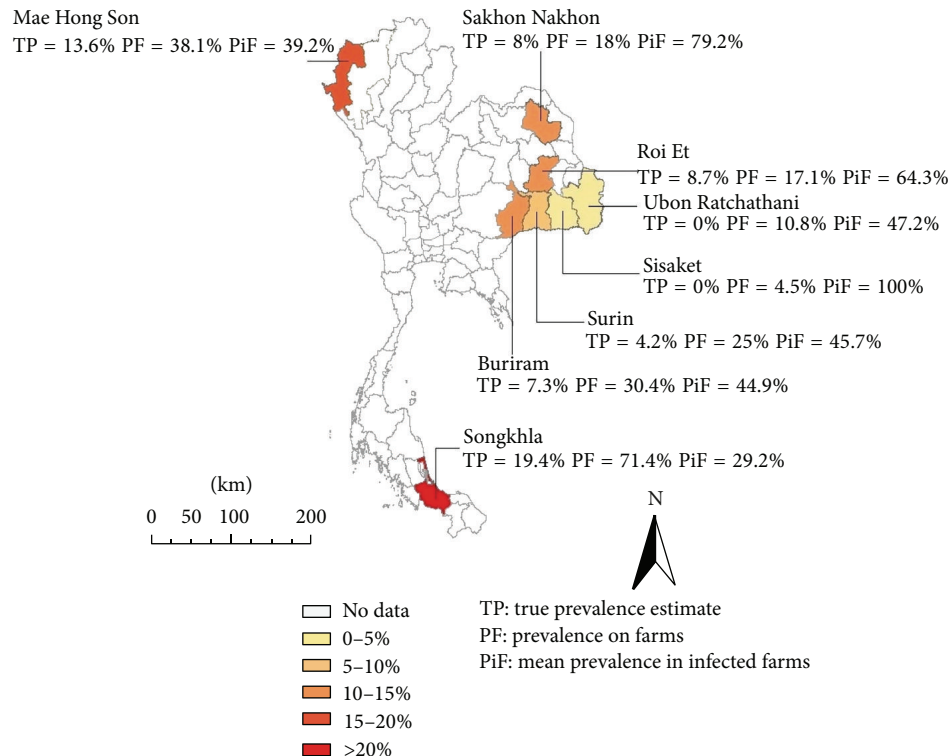 Mae Hong Son
TP = 13.6% PF = 38.1% PiF = 39.2%
Sakhon Nakhon
TP = 8% PF = 18% PiF = 79.2%
Roi Et
TP = 8.7% PF = 17.1% PiF = 64.3%
Ubon Ratchathani
TP = 0% PF = 10.8% PiF = 47.2%
Sisaket
TP = 0% PF = 4.5% PiF = 100%
Surin
TP = 4.2% PF = 25% PiF = 45.7%
Buriram
TP = 7.3% PF = 30.4% PiF = 44.9%
Songkhla
TP = 19.4% PF = 71.4% PiF = 29.2%
(km)
0 50 100 200
N
No data
0–5%
5–10%
10–15%
15–20%
>20%
TP: true prevalence estimate
PF: prevalence on farms
PiF: mean prevalence in infected farms